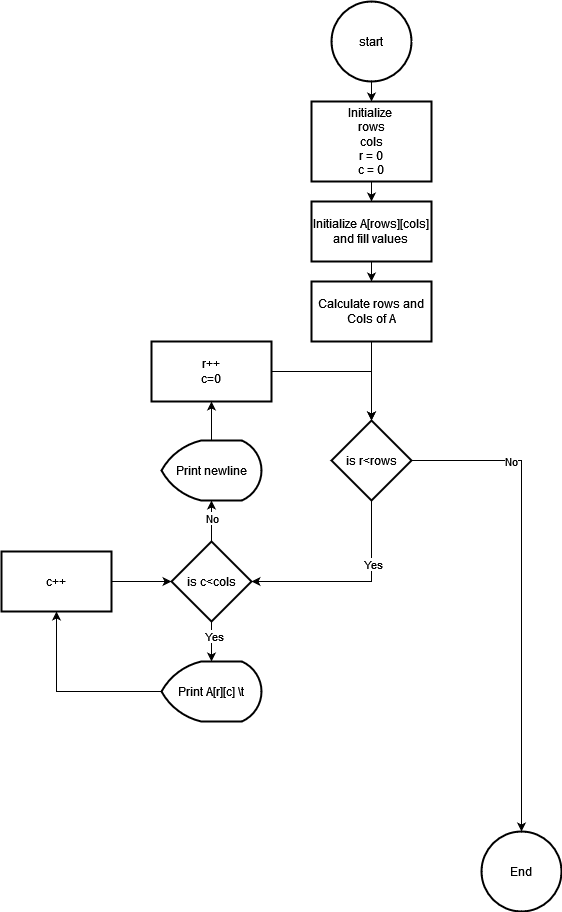 start
Initialize
rows
cols
r = 0
c = 0
Initialize A[rows][cols]
and fill values
Calculate rows and
Cols of A
r++
c=0
is r<rows
No
Print newline
No
Yes
c++
is c<cols
Yes
Print A[r][c] \t
End